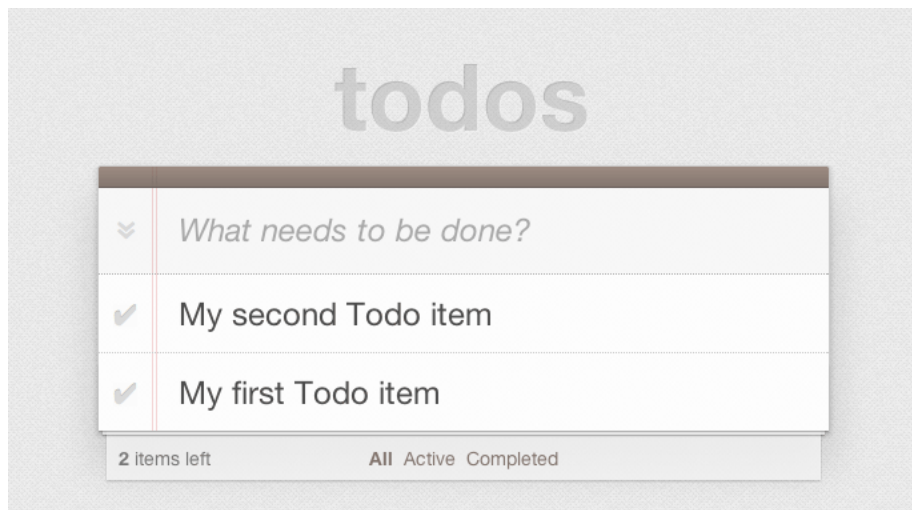 todos
What needs to be done?
My second Todo item
My first Todo item
2 items left All Active Completed